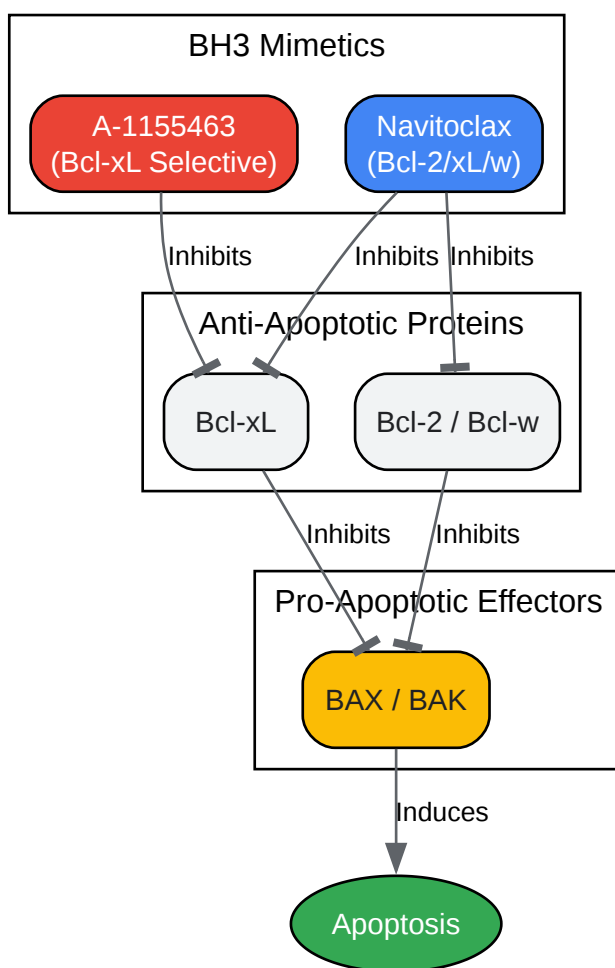 BH3 Mimetics
A-1155463
(Bcl-xL Selective)
Navitoclax
(Bcl-2/xL/w)
Inhibits
Inhibits
Inhibits
Anti-Apoptotic Proteins
Bcl-xL
Bcl-2 / Bcl-w
Inhibits
Inhibits
Pro-Apoptotic Effectors
BAX / BAK
Induces
Apoptosis